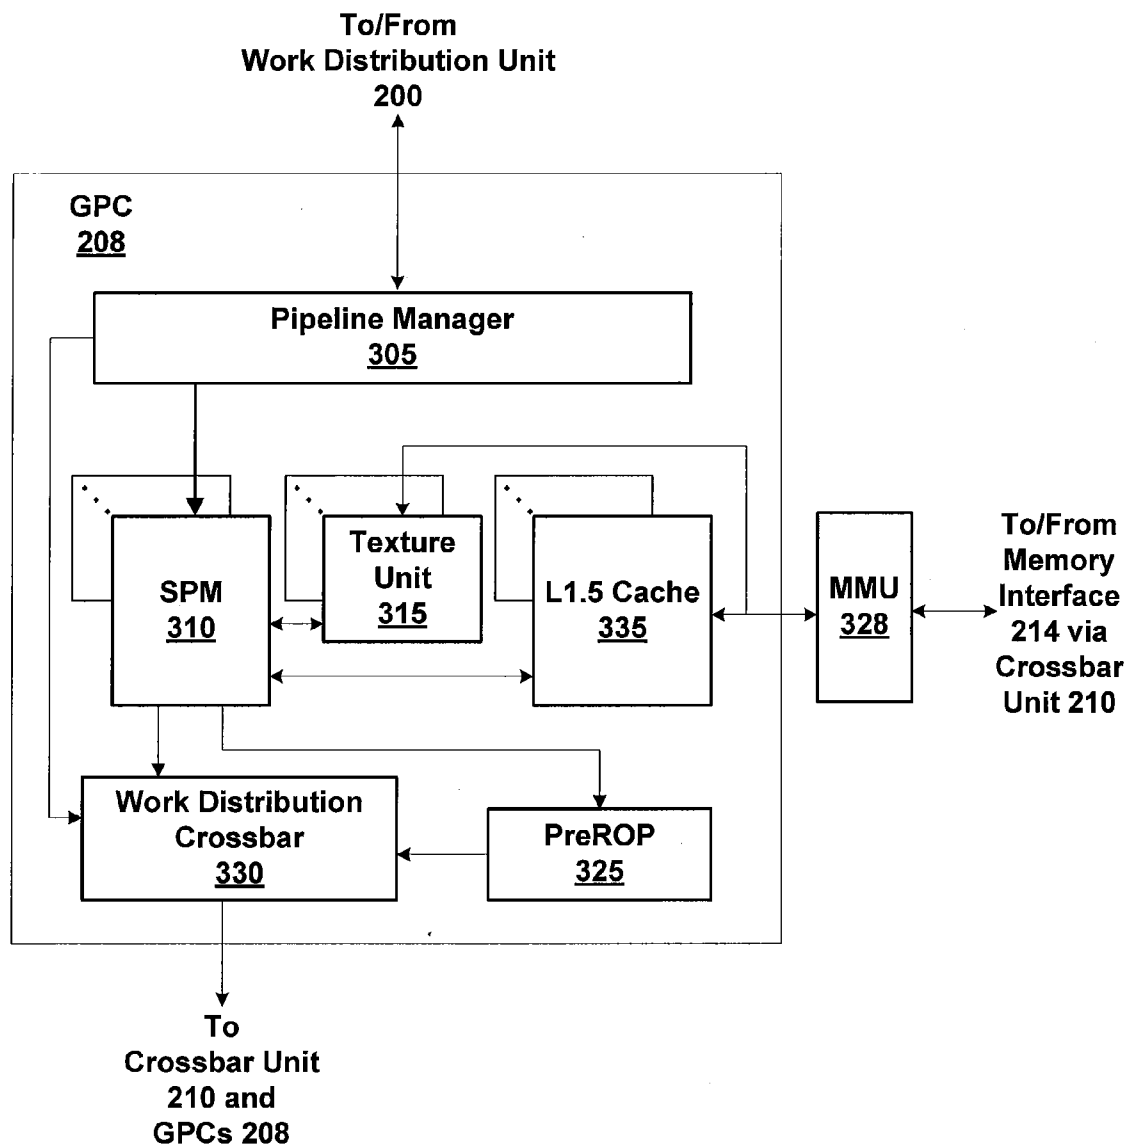 To/From
Work Distribution Unit
200
GPC
208
Pipeline Manager
305
SPM
310
Texture
Unit
315
L1.5 Cache
335
MMU
328
To/From
Memory
Interface
214 via
Crossbar
Unit 210
Work Distribution
Crossbar
330
PreROP
325
To
Crossbar Unit
210 and
GPCs 208